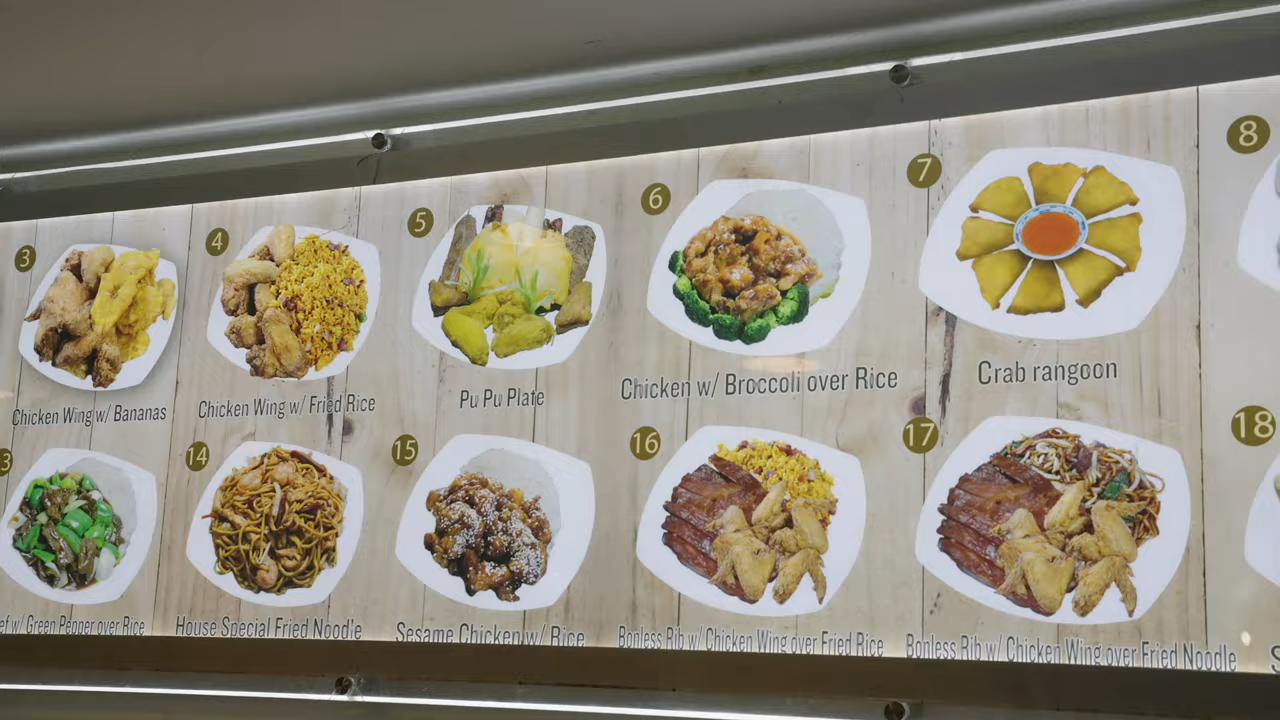 3
4
5
6
7
8
Chicken Wing w/ Bananas
Chicken Wing w/ Fried Rice
Pu Pu Plate
Chicken w/ Broccoli over Rice
Crab rangoon
3
14
15
16
17
18
ef w/ Green Pepper over Rice
House Special Fried Noodle
Sesame Chicken w/ Rice
Bonless Rib w/ Chicken Wing over Fried Rice
Bonless Rib w/ Chicken Wing over Fried Noodle
S